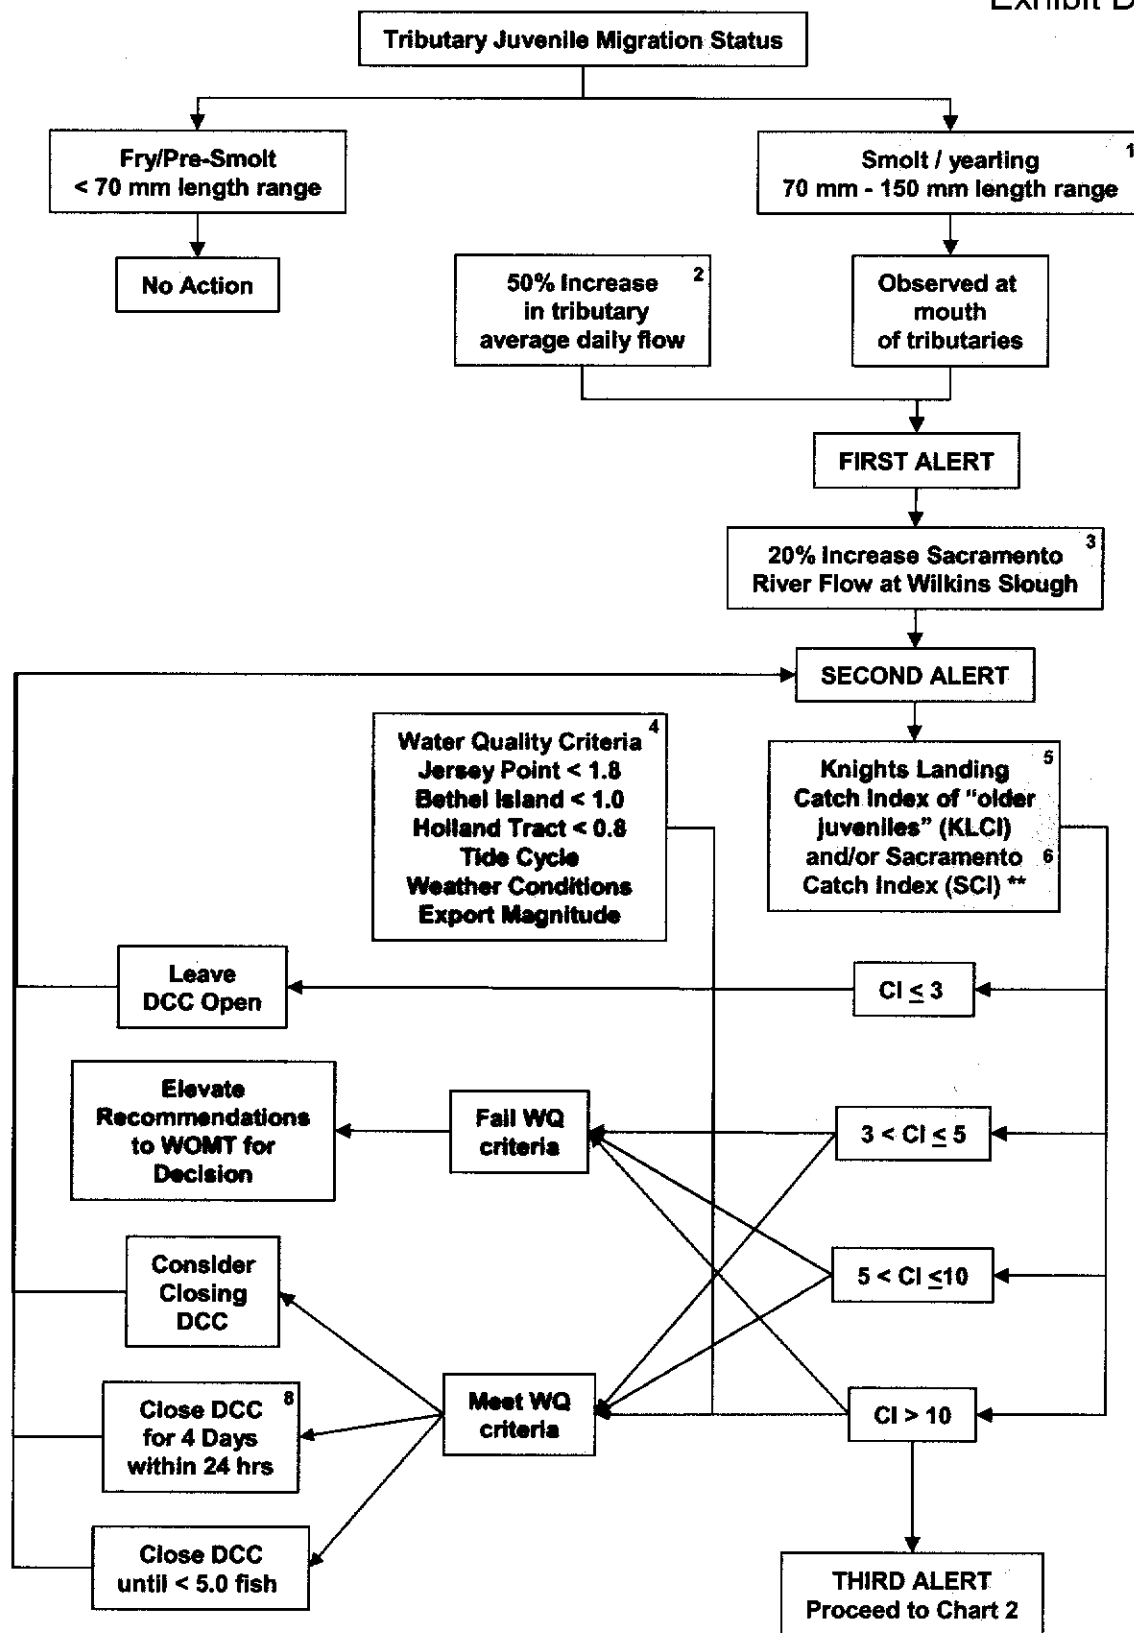 Exhibit B
Tributary Juvenile Migration Status
Fry/Pre-Smolt
< 70 mm length range
Smolt / yearling 1
70 mm - 150 mm length range
No Action
50% Increase 2
in tributary
average daily flow
Observed at
mouth
of tributaries
FIRST ALERT
20% Increase Sacramento 3
River Flow at Wilkins Slough
SECOND ALERT
Water Quality Criteria 4
Jersey Point < 1.8
Bethel Island < 1.0
Holland Tract < 0.8
Tide Cycle
Weather Conditions
Export Magnitude
Knights Landing 5
Catch Index of "older
juveniles" (KLCI)
and/or Sacramento 6
Catch Index (SCI) **
Leave
DCC Open
CI ≤ 3
Elevate
Recommendations
to WOMT for
Decision
Fail WQ
criteria
3 < CI ≤ 5
Consider
Closing
DCC
5 < CI ≤10
Close DCC 8
for 4 Days
within 24 hrs
Meet WQ
criteria
CI > 10
Close DCC
until < 5.0 fish
THIRD ALERT
Proceed to Chart 2